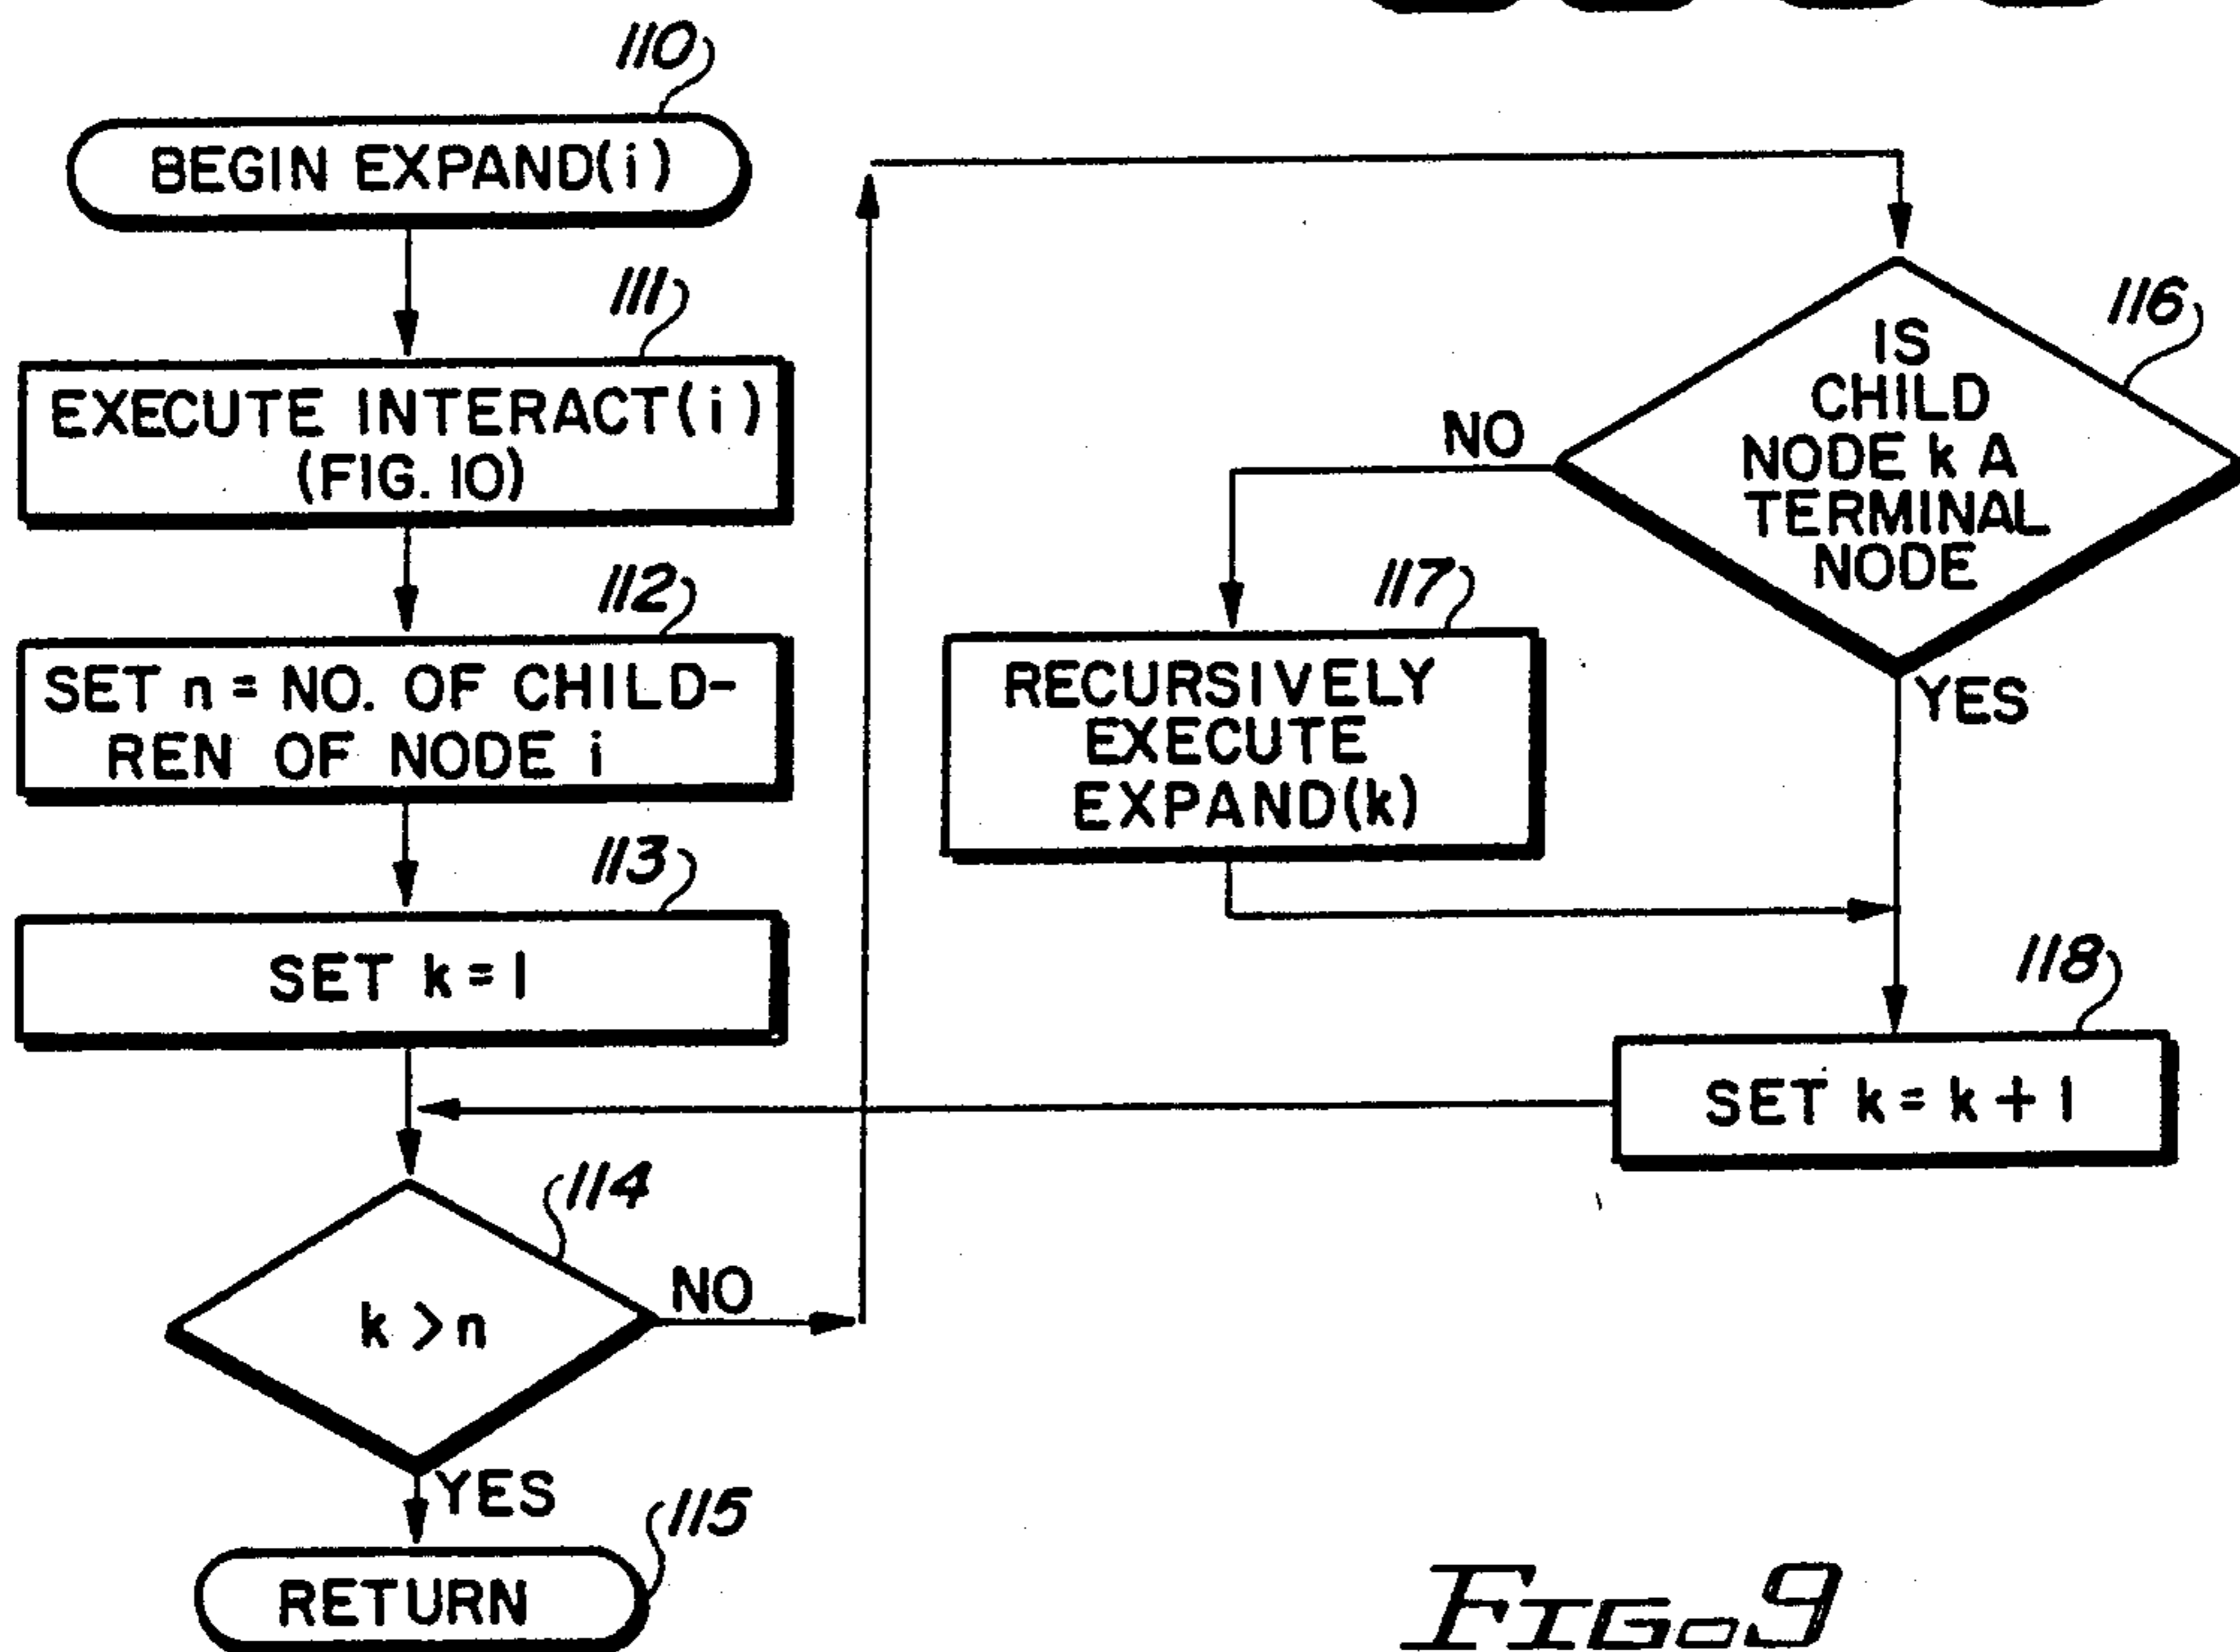 110
BEGIN EXPAND(i)
111
EXECUTE INTERACT(i)
(FIG. 10)
112
SET n = NO. OF CHILD-
REN OF NODE i
113
SET k = 1
114
k > n
NO
YES
115
RETURN
116
IS
CHILD
NODE k A
TERMINAL
NODE
NO
YES
117
RECURSIVELY
EXECUTE
EXPAND(k)
118
SET k = k + 1
FIG. 9